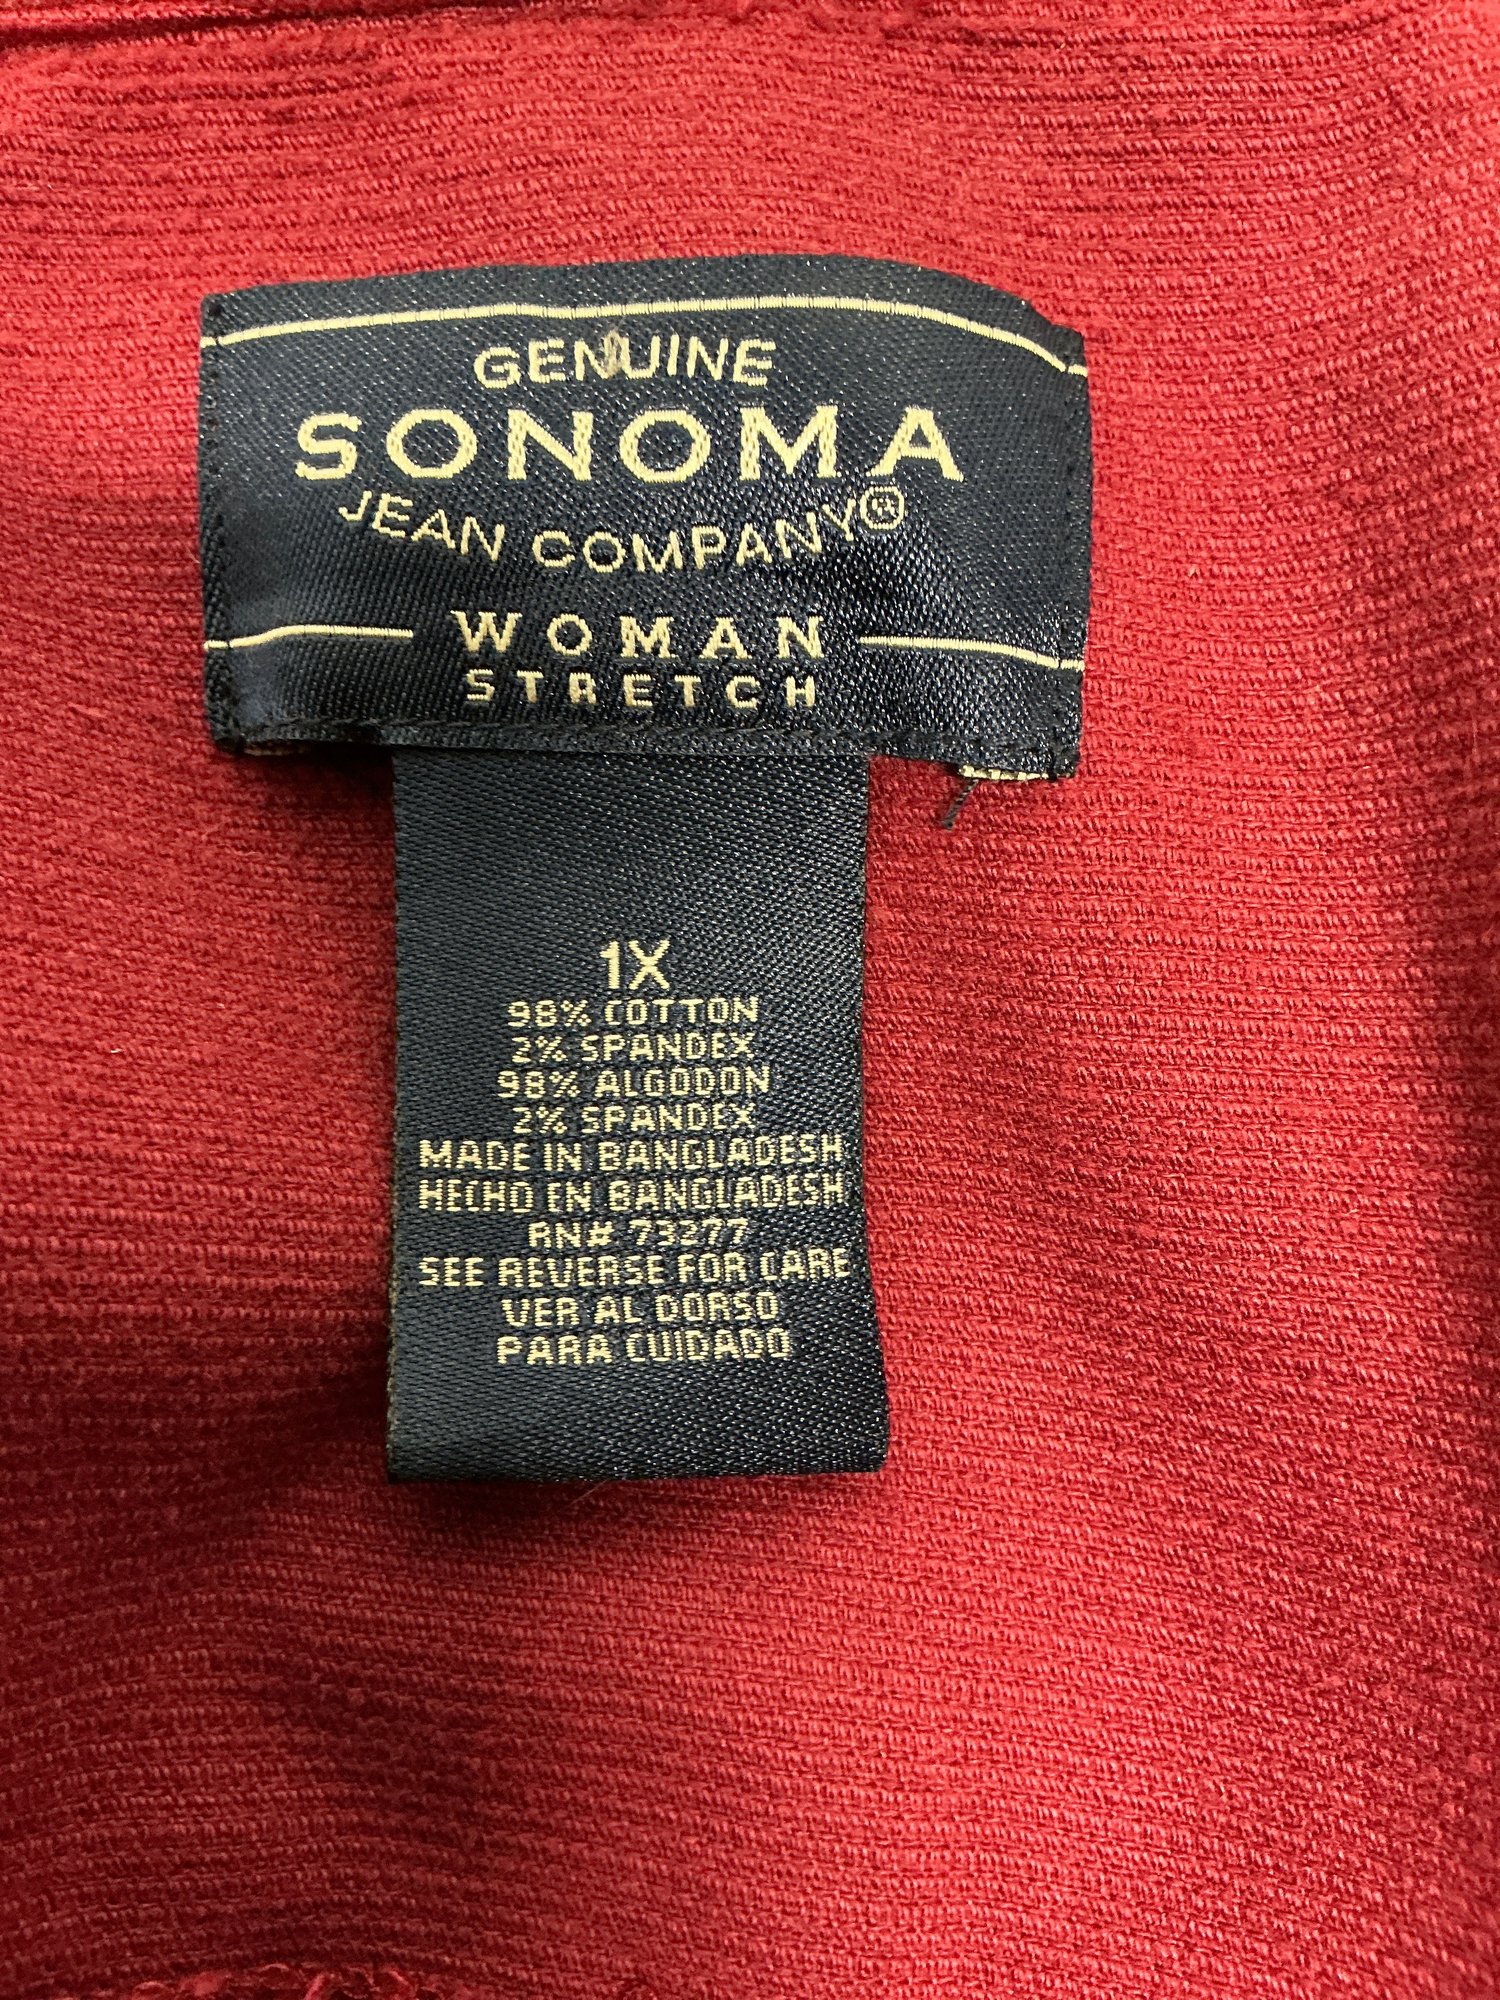 GENUINE
SONOMA
JEAN COMPANY®
WOMAN
STRETCH
1X
98% COTTON
2% SPANDEX
98% ALGODON
2% SPANDEX
MADE IN BANGLADESH
HECHO EN BANGLADESH
RN# 73277
SEE REVERSE FOR CARE
VER AL DORSO
PARA CUIDADO